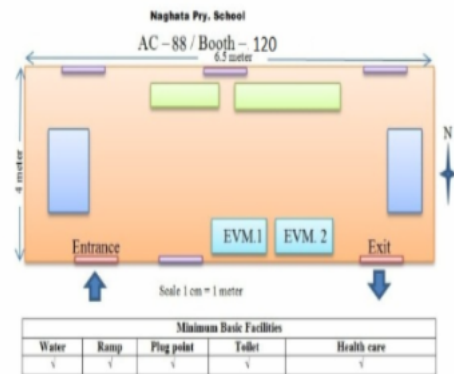 Naghata Pry. School
AC – 88 / Booth – 120
6.5 meter
4 meter
N
EVM.1
EVM. 2
Entrance
Exit
Scale 1 cm = 1 meter
Minimum Basic Facilities
Water Ramp Plug point Toilet Health care
√ √ √ √ √